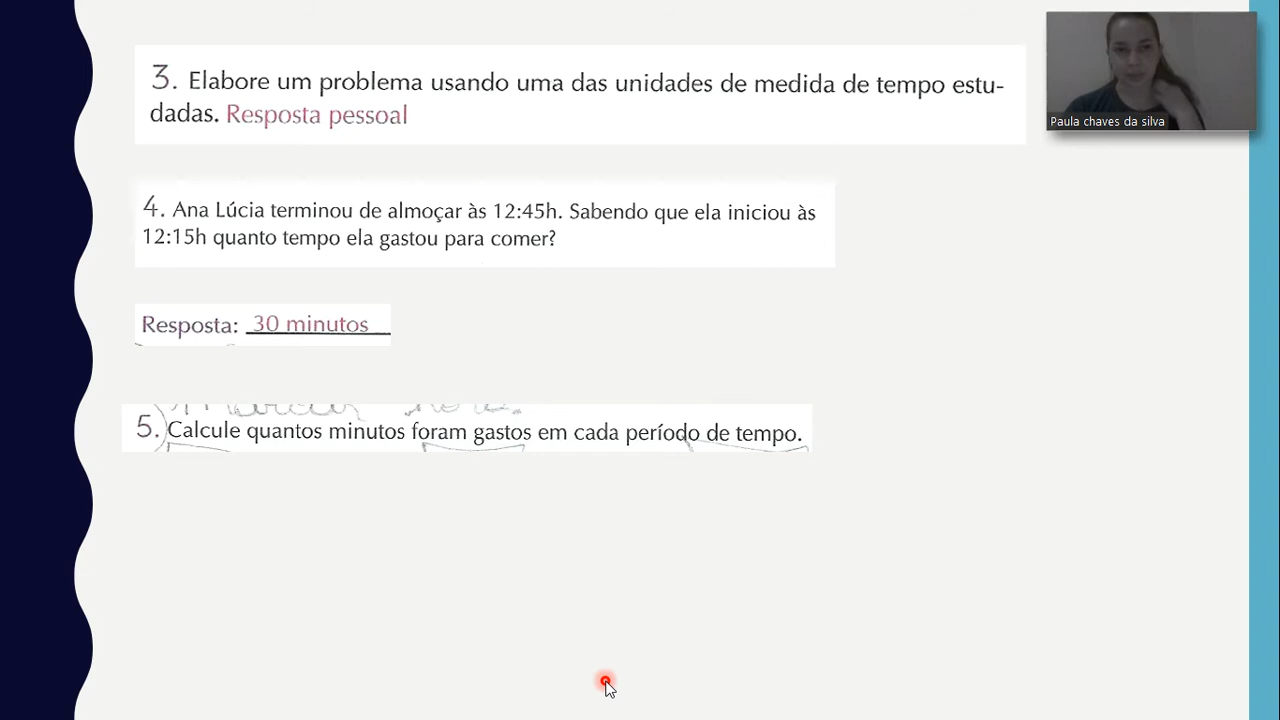 3. Elabore um problema usando uma das unidades de medida de tempo estu-
dadas. Resposta pessoal
Paula chaves da silva
4. Ana Lúcia terminou de almoçar às 12:45h. Sabendo que ela iniciou às
12:15h quanto tempo ela gastou para comer?
Resposta: 30 minutos
5. Calcule quantos minutos foram gastos em cada período de tempo.